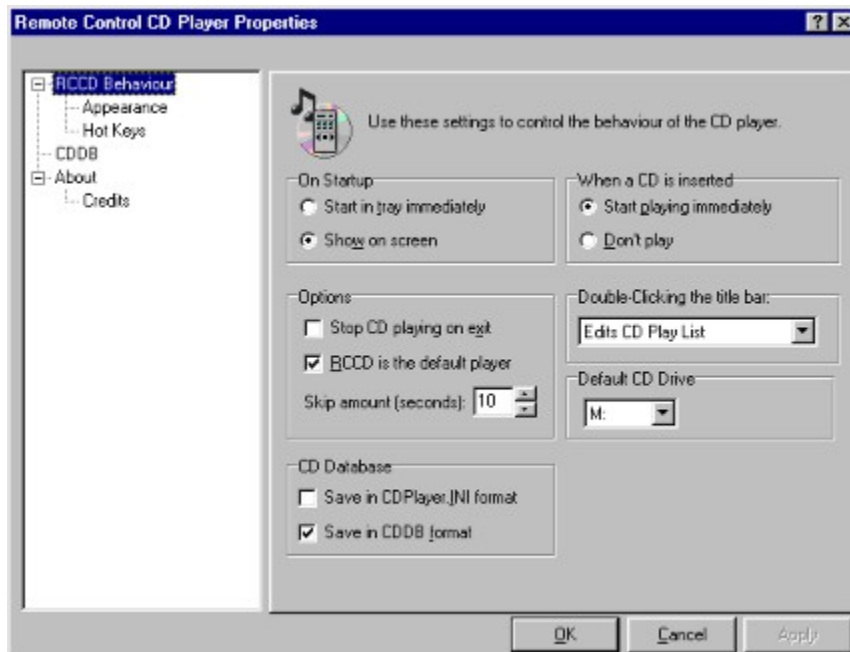 Remote Control CD Player Properties
RCCD Behaviour
Appearance
Hot Keys
CDDB
About
Credits
Use these settings to control the behaviour of the CD player.
On Startup
Start in tray immediately
Show on screen
When a CD is inserted
Start playing immediately
Don't play
Options
Stop CD playing on exit
RCCD is the default player
Skip amount (seconds): 10
Double-Clicking the title bar:
Edits CD Play List
Default CD Drive
M:
CD Database
Save in CDPlayer.INI format
Save in CDDB format
OK Cancel Apply